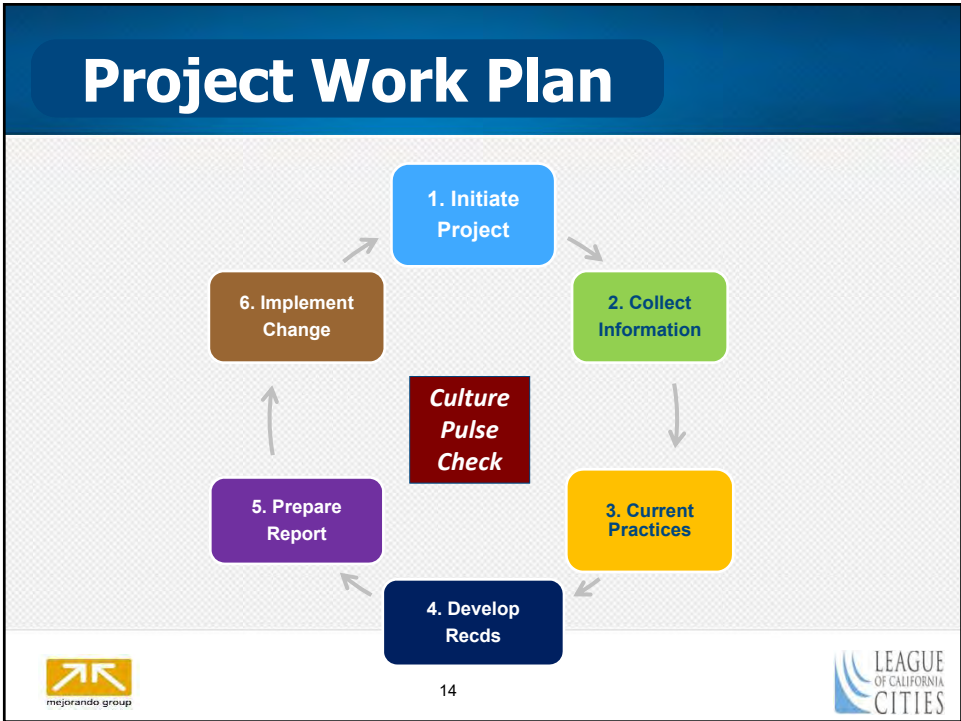 Project Work Plan
1. Initiate
Project
2. Collect
Information
3. Current
Practices
4. Develop
Recds
5. Prepare
Report
6. Implement
Change
Culture
Pulse
Check
mejorando group
14
LEAGUE
OF CALIFORNIA
CITIES